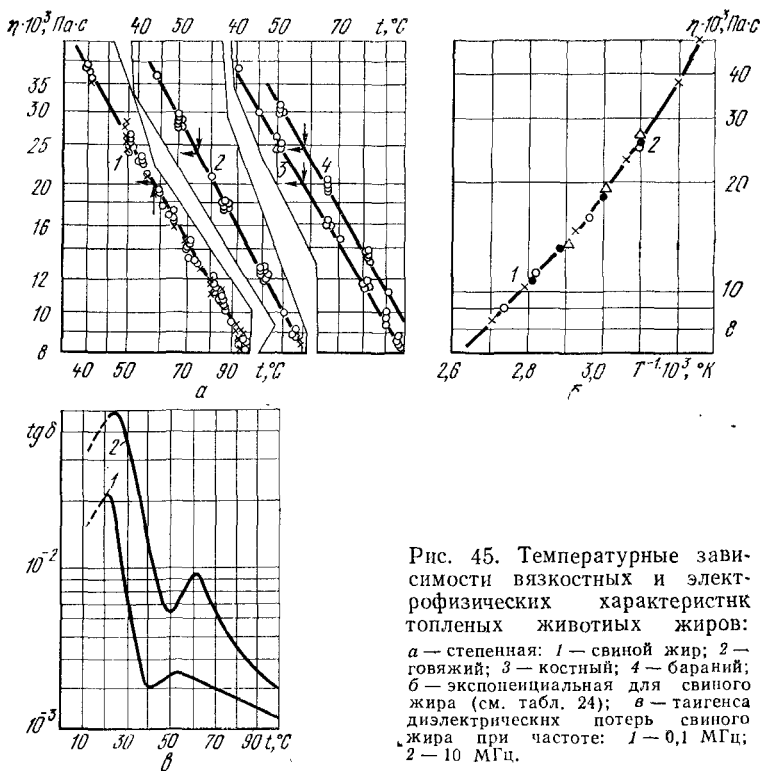 η·10³, Па·с 40 50 40 50 70 t,°C
35
30
25
20
16
12
10
8
1
2
3
4
40 50 70 90 t,°C
а
η·10³, Па·с
40
30
20
10
8
1
2
2,6 2,8 3,0 T⁻¹·10³, °K
б
tg δ
10⁻²
10⁻³
2
1
10 30 50 70 90 t,°C
в
Рис. 45. Температурные зави-
симости вязкостных и элект-
рофизических характеристик
топленых животных жиров:
а — степенная: 1 — свиной жир; 2 —
говяжий; 3 — костный; 4 — бараний;
б — экспоненциальная для свиного
жира (см. табл. 24); в — тангенса
диэлектрических потерь свиного
жира при частоте: 1 — 0,1 МГц;
2 — 10 МГц.